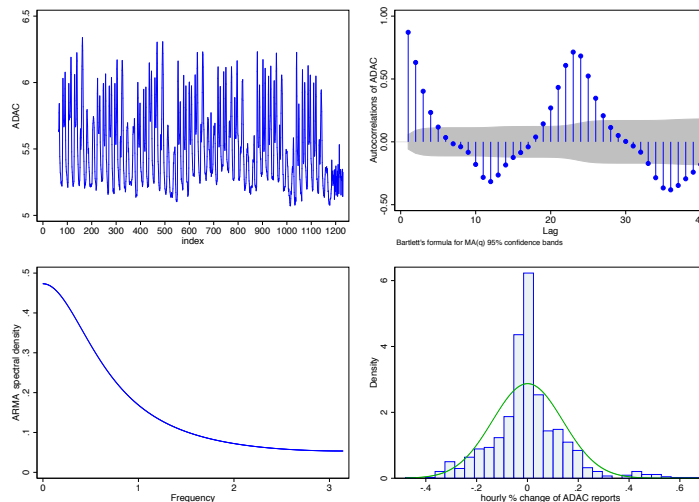 6.5
6
5.5
5
ADAC
0 100 200 300 400 500 600 700 800 900 1000 1100 1200
index
1.00
0.50
0.00
-0.50
Autocorrelations of ADAC
0 10 20 30 40
Lag
Bartlett's formula for MA(q) 95% confidence bands
.5
.4
.3
.2
.1
0
ARMA spectral density
0 1 2 3
Frequency
6
4
2
0
Density
-.4 -.2 0 .2 .4 .6
hourly % change of ADAC reports